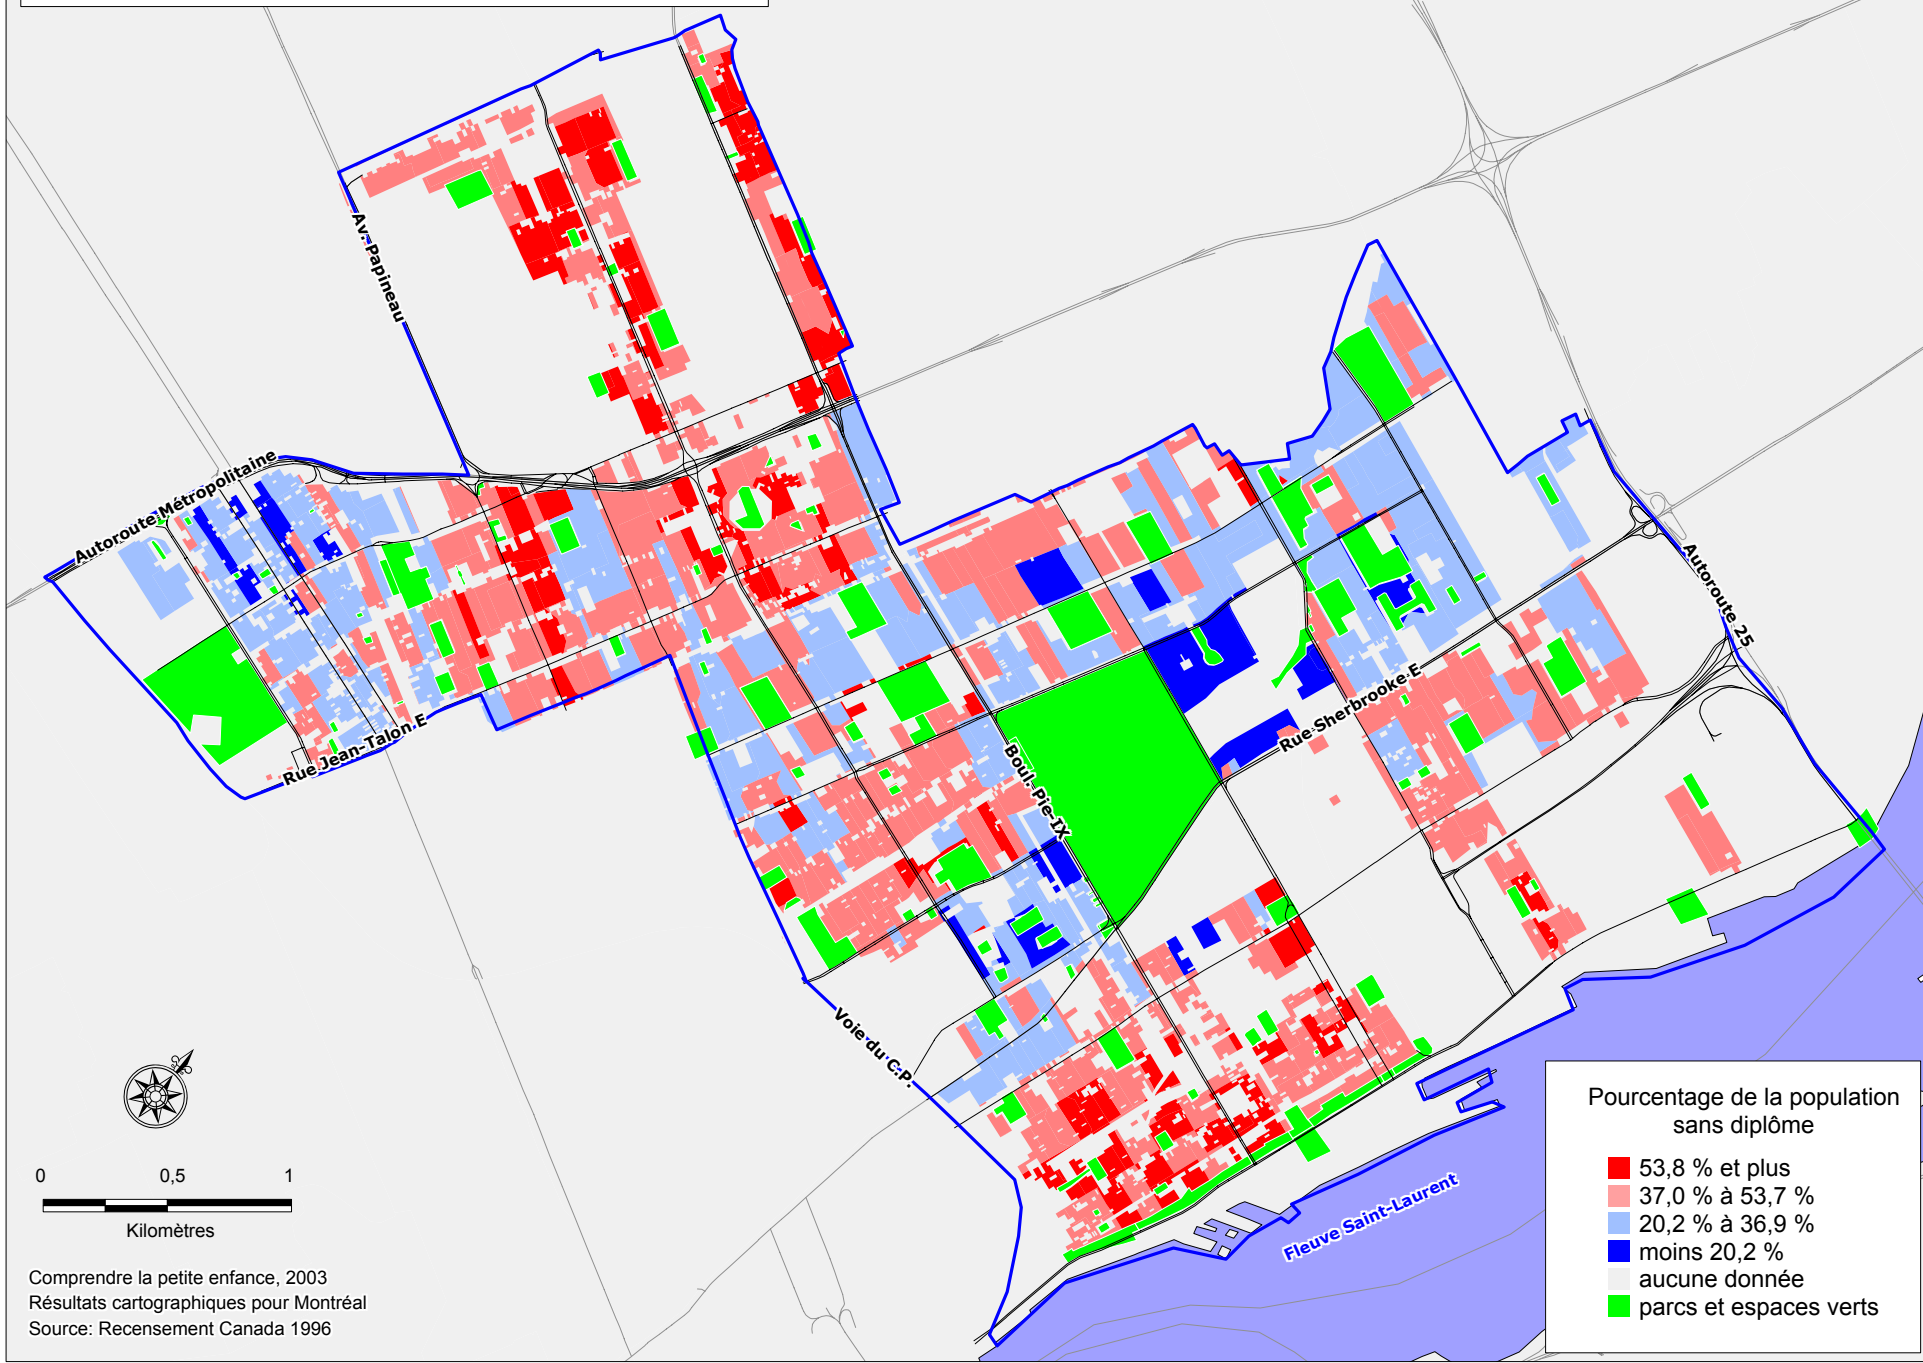 Av. Papineau
Autoroute Métropolitaine
Autoroute 25
Rue Jean-Talon E
Rue Sherbrooke E
Boul. Pie-IX
Voie du C.P.
Fleuve Saint-Laurent
0 0,5 1
Kilomètres
Comprendre la petite enfance, 2003
Résultats cartographiques pour Montréal
Source: Recensement Canada 1996
Pourcentage de la population
sans diplôme
53,8 % et plus
37,0 % à 53,7 %
20,2 % à 36,9 %
moins 20,2 %
aucune donnée
parcs et espaces verts